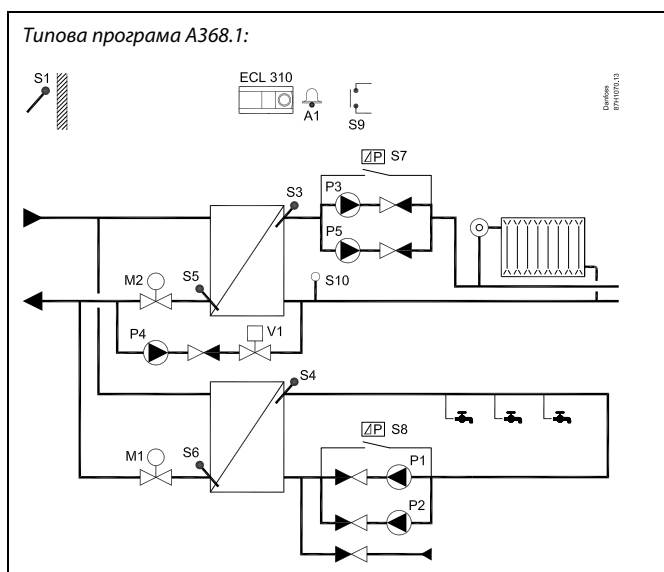 Типова програма A368.1:
S1
ECL 310
A1
S9
Danfoss
87H1070.13
P S7
S3
P3
P5
M2
S5
S10
P4
V1
S4
P S8
M1
S6
P1
P2